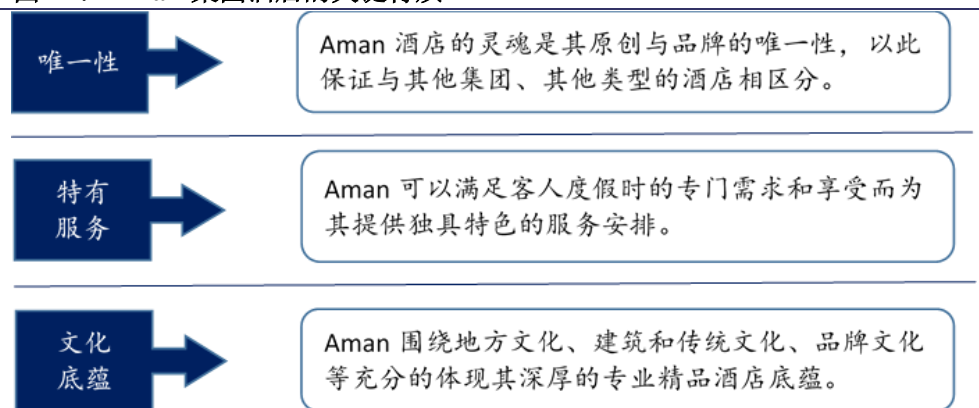 唯一性
Aman 酒店的灵魂是其原创与品牌的唯一性，以此
保证与其他集团、其他类型的酒店相区分。
特有
服务
Aman 可以满足客人度假时的专门需求和享受而为
其提供独具特色的服务安排。
文化
底蕴
Aman 围绕地方文化、建筑和传统文化、品牌文化
等充分的体现其深厚的专业精品酒店底蕴。